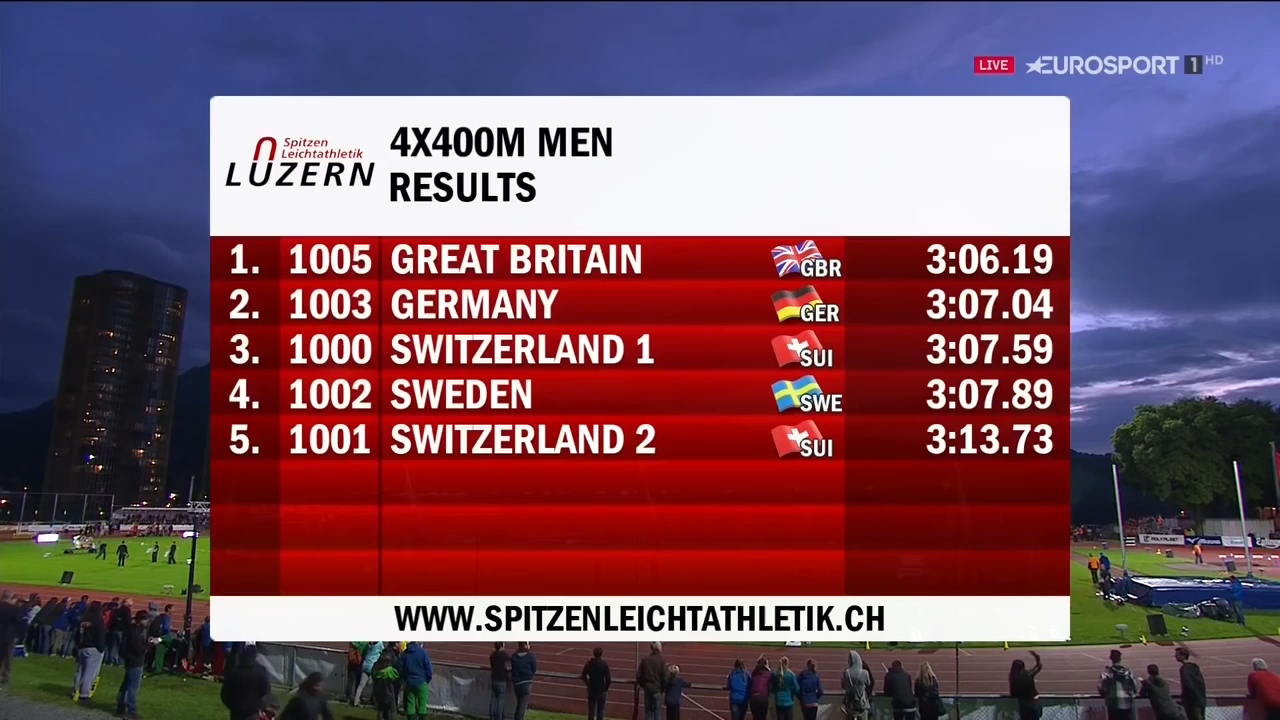 LIVE EUROSPORT 1 HD
Spitzen
Leichtathletik
LUZERN
4X400M MEN
RESULTS
1. 1005 GREAT BRITAIN GBR 3:06.19
2. 1003 GERMANY GER 3:07.04
3. 1000 SWITZERLAND 1 SUI 3:07.59
4. 1002 SWEDEN SWE 3:07.89
5. 1001 SWITZERLAND 2 SUI 3:13.73
WWW.SPITZENLEICHTATHLETIK.CH